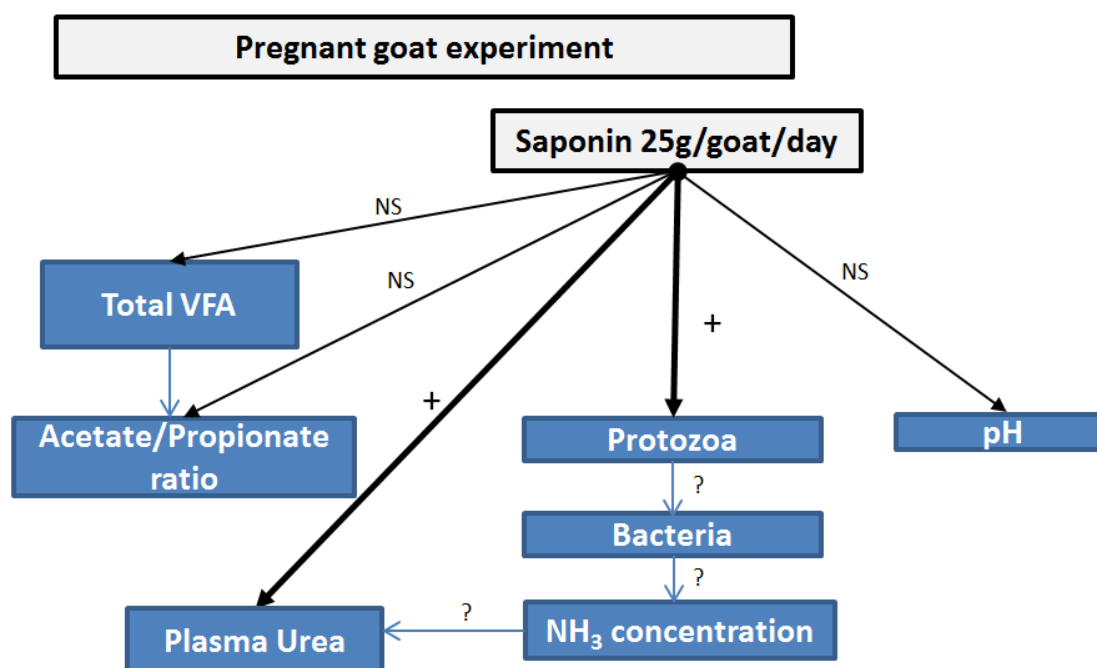 Pregnant goat experiment
Saponin 25g/goat/day
NS
NS
NS
Total VFA
+
+
Acetate/Propionate
ratio
Protozoa
pH
?
Bacteria
?
?
Plasma Urea
NH₃ concentration